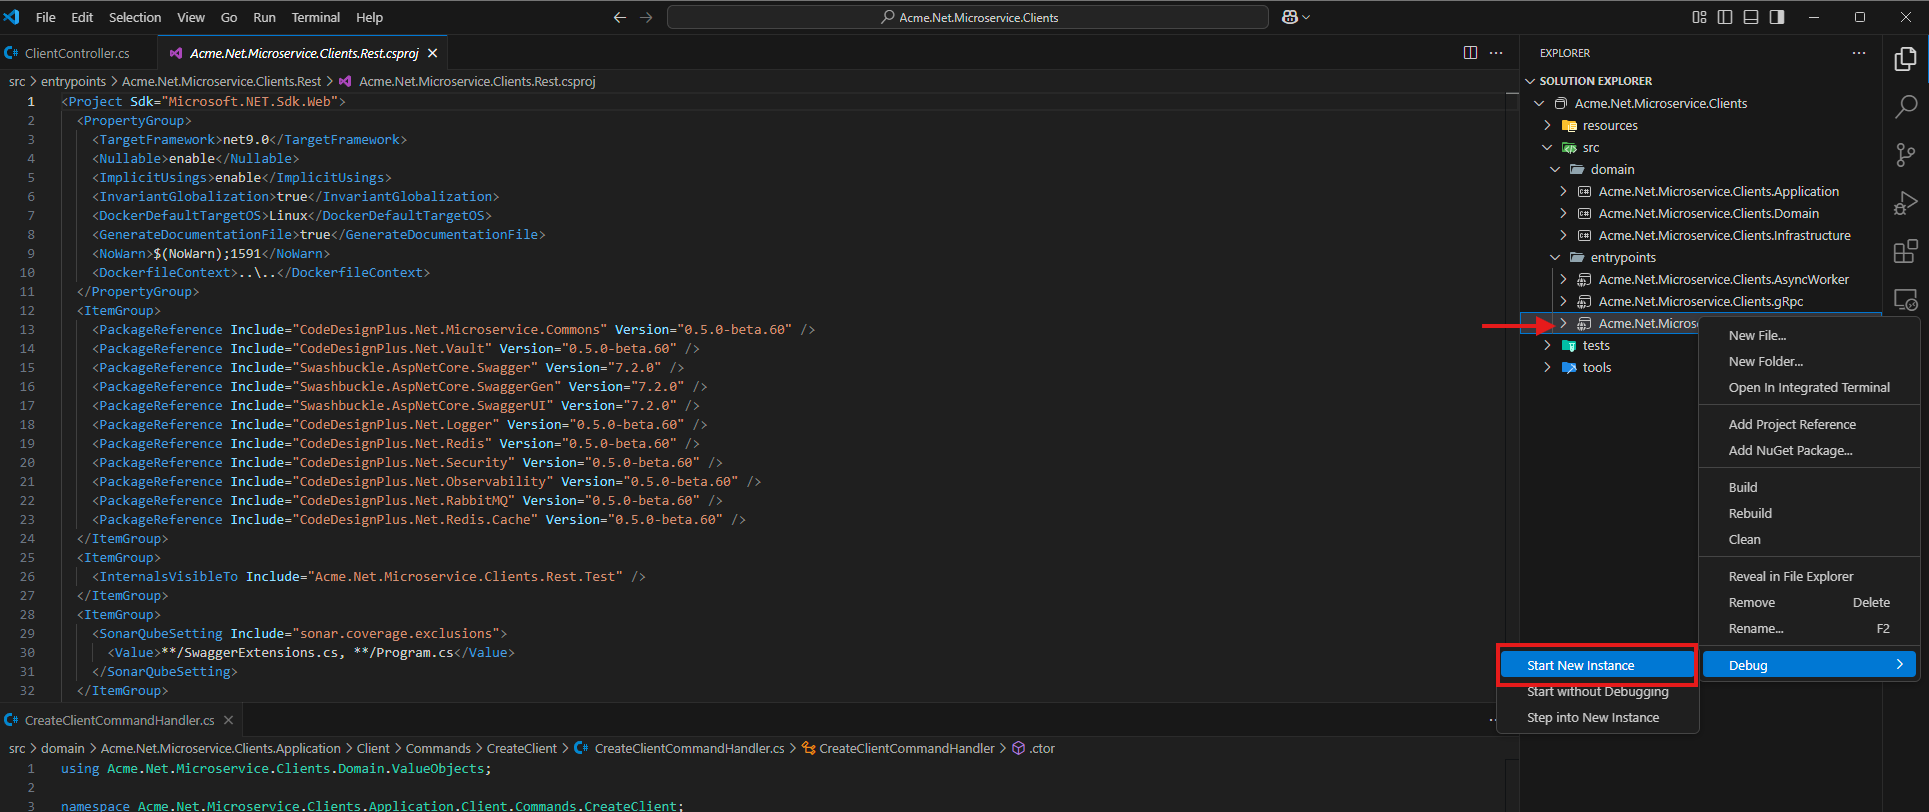 File Edit Selection View Go Run Terminal Help
Acme.Net.Microservice.Clients
ClientController.cs
Acme.Net.Microservice.Clients.Rest.csproj
src > entrypoints > Acme.Net.Microservice.Clients.Rest > Acme.Net.Microservice.Clients.Rest.csproj
1 <Project Sdk="Microsoft.NET.Sdk.Web">
2 <PropertyGroup>
3 <TargetFramework>net9.0</TargetFramework>
4 <Nullable>enable</Nullable>
5 <ImplicitUsings>enable</ImplicitUsings>
6 <InvariantGlobalization>true</InvariantGlobalization>
7 <DockerDefaultTargetOS>Linux</DockerDefaultTargetOS>
8 <GenerateDocumentationFile>true</GenerateDocumentationFile>
9 <NoWarn>$(NoWarn);1591</NoWarn>
10 <DockerfileContext>..\..</DockerfileContext>
11 </PropertyGroup>
12 <ItemGroup>
13 <PackageReference Include="CodeDesignPlus.Net.Microservice.Commons" Version="0.5.0-beta.60" />
14 <PackageReference Include="CodeDesignPlus.Net.Vault" Version="0.5.0-beta.60" />
15 <PackageReference Include="Swashbuckle.AspNetCore.Swagger" Version="7.2.0" />
16 <PackageReference Include="Swashbuckle.AspNetCore.SwaggerGen" Version="7.2.0" />
17 <PackageReference Include="Swashbuckle.AspNetCore.SwaggerUI" Version="7.2.0" />
18 <PackageReference Include="CodeDesignPlus.Net.Logger" Version="0.5.0-beta.60" />
19 <PackageReference Include="CodeDesignPlus.Net.Redis" Version="0.5.0-beta.60" />
20 <PackageReference Include="CodeDesignPlus.Net.Security" Version="0.5.0-beta.60" />
21 <PackageReference Include="CodeDesignPlus.Net.Observability" Version="0.5.0-beta.60" />
22 <PackageReference Include="CodeDesignPlus.Net.RabbitMQ" Version="0.5.0-beta.60" />
23 <PackageReference Include="CodeDesignPlus.Net.Redis.Cache" Version="0.5.0-beta.60" />
24 </ItemGroup>
25 <ItemGroup>
26 <InternalsVisibleTo Include="Acme.Net.Microservice.Clients.Rest.Test" />
27 </ItemGroup>
28 <ItemGroup>
29 <SonarQubeSetting Include="sonar.coverage.exclusions">
30 <Value>**/SwaggerExtensions.cs, **/Program.cs</Value>
31 </SonarQubeSetting>
32 </ItemGroup>
CreateClientCommandHandler.cs
src > domain > Acme.Net.Microservice.Clients.Application > Client > Commands > CreateClient > CreateClientCommandHandler.cs > CreateClientCommandHandler > .ctor
1 using Acme.Net.Microservice.Clients.Domain.ValueObjects;
2
3 namespace Acme.Net.Microservice.Clients.Application.Client.Commands.CreateClient;
EXPLORER
SOLUTION EXPLORER
Acme.Net.Microservice.Clients
resources
src
domain
Acme.Net.Microservice.Clients.Application
Acme.Net.Microservice.Clients.Domain
Acme.Net.Microservice.Clients.Infrastructure
entrypoints
Acme.Net.Microservice.Clients.AsyncWorker
Acme.Net.Microservice.Clients.gRpc
Acme.Net.Micros
tests
tools
New File...
New Folder...
Open In Integrated Terminal
Add Project Reference
Add NuGet Package...
Build
Rebuild
Clean
Reveal in File Explorer
Remove Delete
Rename... F2
Debug
Start New Instance
Start without Debugging
Step into New Instance